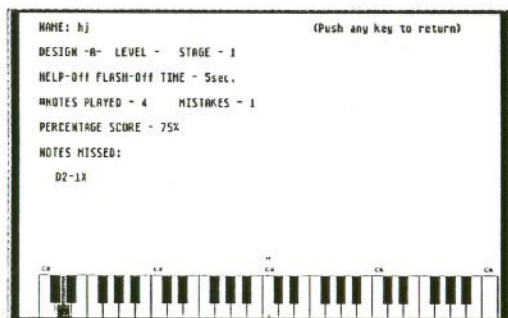 NAME: hj (Push any key to return)
DESIGN -A- LEVEL - STAGE - 1
HELP-Off FLASH-Off TIME - 5sec.
#NOTES PLAYED - 4 MISTAKES - 1
PERCENTAGE SCORE - 75%
NOTES MISSED:
D2-1X